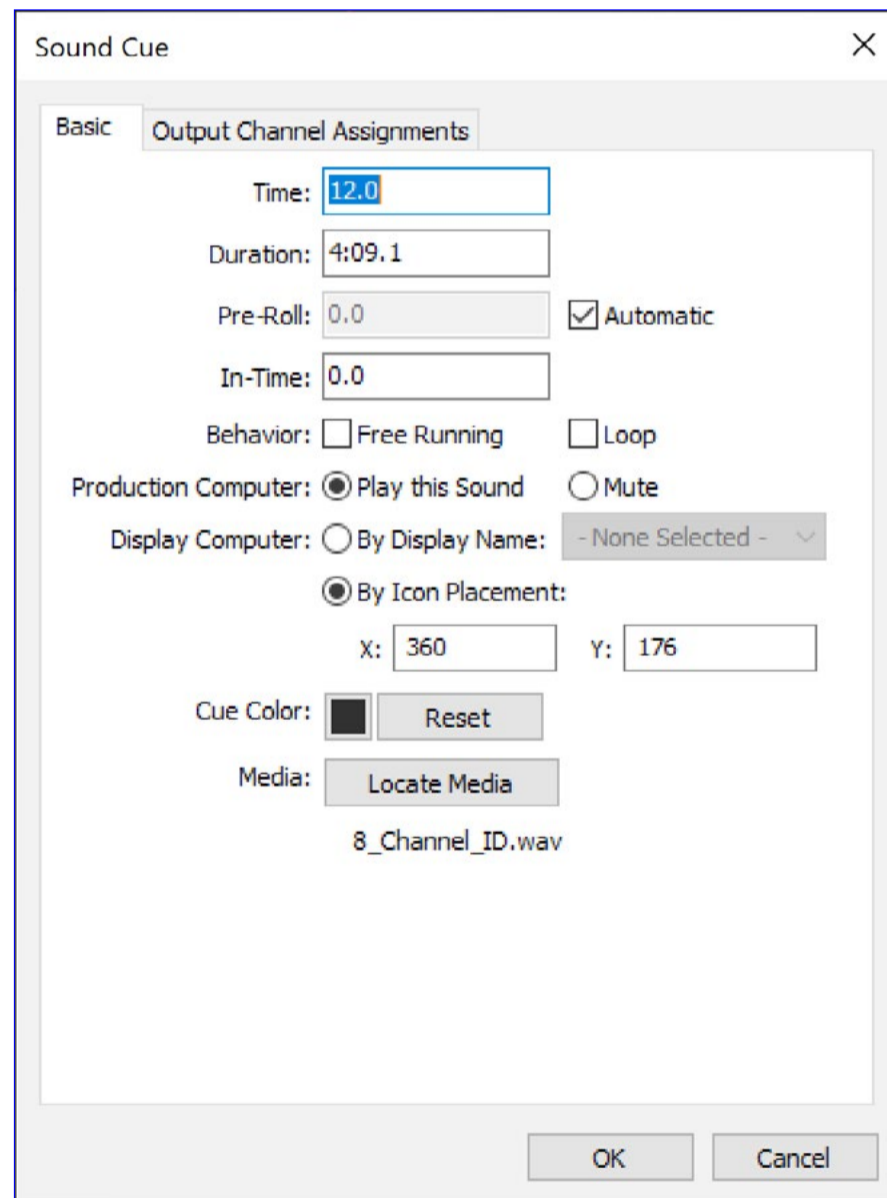 Sound Cue
Basic Output Channel Assignments
Time: 12.0
Duration: 4:09.1
Pre-Roll: 0.0 Automatic
In-Time: 0.0
Behavior: Free Running Loop
Production Computer: Play this Sound Mute
Display Computer: By Display Name: - None Selected -
By Icon Placement:
X: 360 Y: 176
Cue Color: Reset
Media: Locate Media
8_Channel_ID.wav
OK Cancel